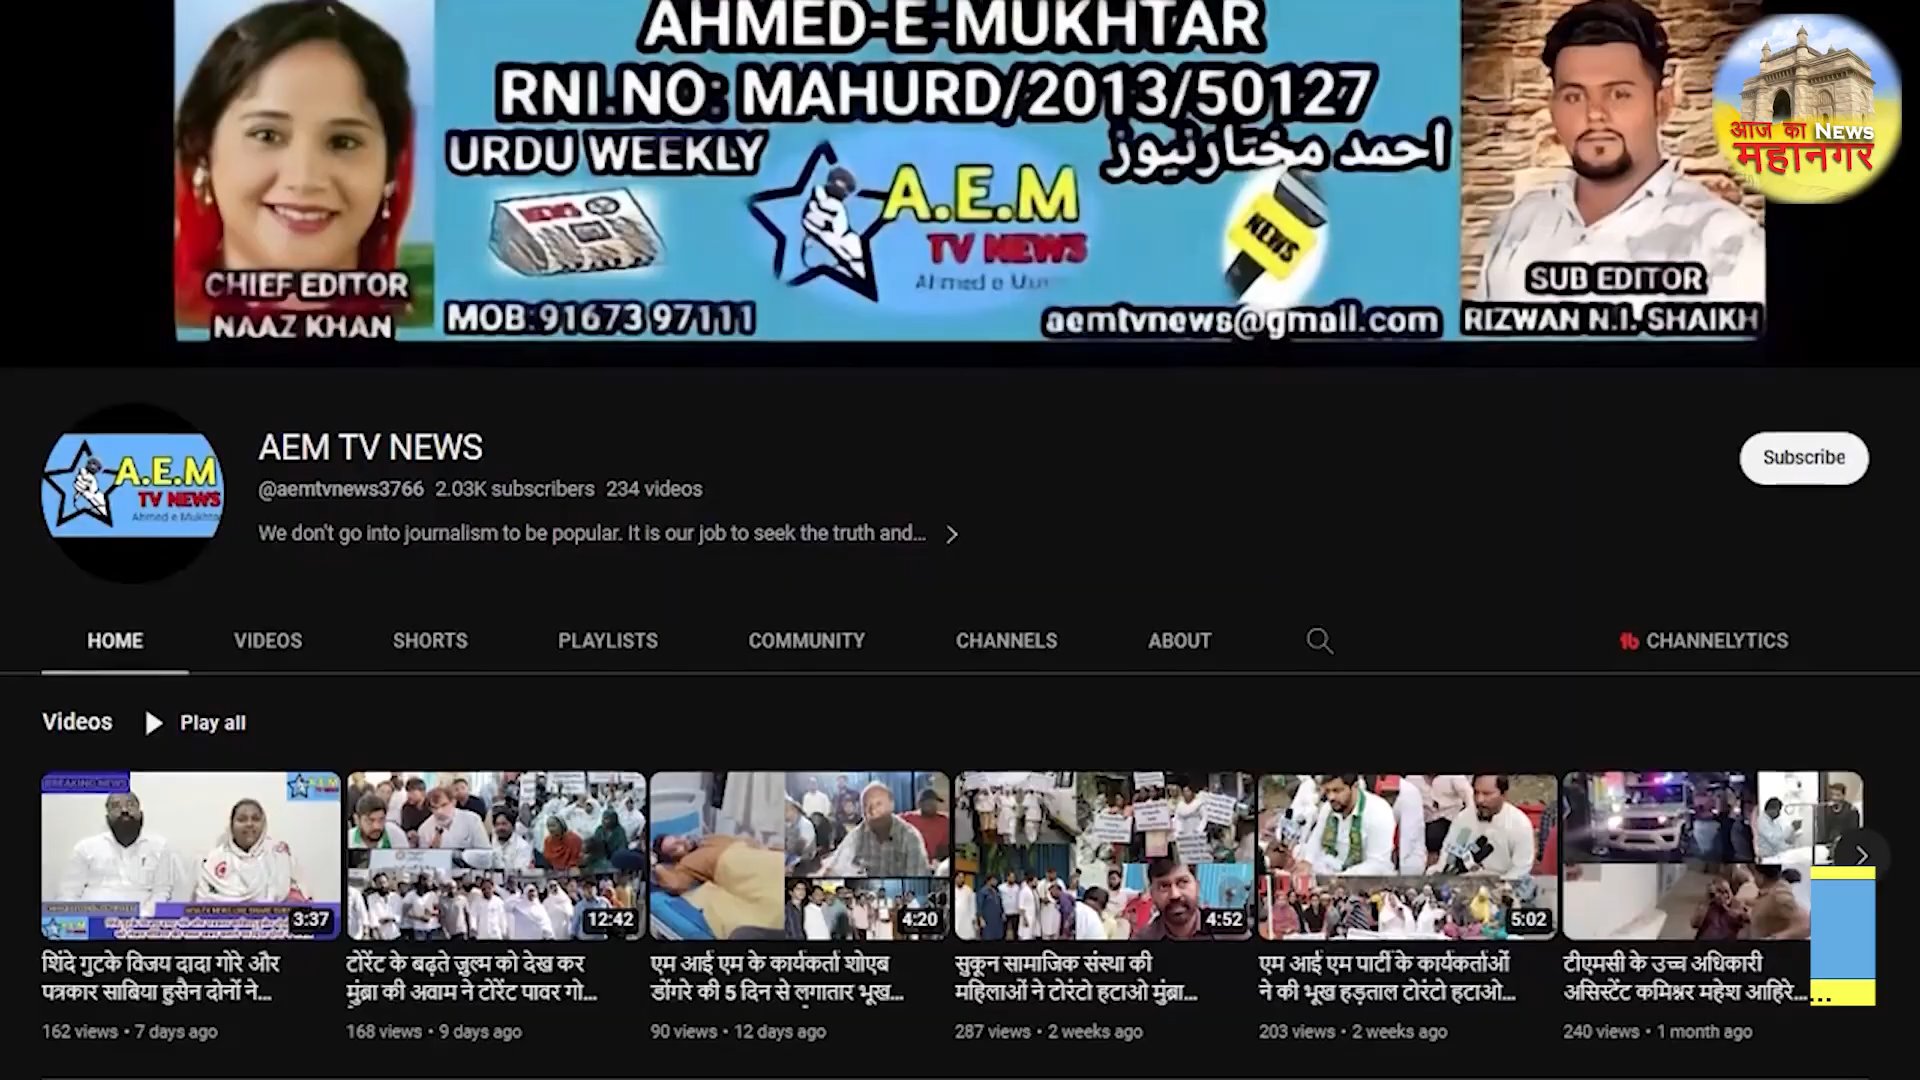 AHMED-E-MUKHTAR
RNI.NO: MAHURD/2013/50127
URDU WEEKLY
احمد مختار نیوز
A.E.M
TV NEWS
NEWS
NEWS
CHIEF EDITOR
NAAZ KHAN
MOB:91673 97111
aemtvnews@gmail.com
SUB EDITOR
RIZWAN N.I. SHAIKH
आज का News
महानगर
A.E.M
TV NEWS
Ahmed e Mukhtar
AEM TV NEWS
@aemtvnews3766 2.03K subscribers 234 videos
We don't go into journalism to be popular. It is our job to seek the truth and...
Subscribe
HOME VIDEOS SHORTS PLAYLISTS COMMUNITY CHANNELS ABOUT CHANNELYTICS
Videos Play all
BREAKING NEWS
3:37
12:42
4:20
4:52
5:02
शिंदे गुटके विजय दादा गोरे और
पत्रकार साबिया हुसैन दोनों ने...
162 views • 7 days ago
टोरेंट के बढ़ते ज़ुल्म को देख कर
मुंब्रा की अवाम ने टोरेंट पावर गो...
168 views • 9 days ago
एम आई एम के कार्यकर्ता शोएब
डोंगरे की 5 दिन से लगातार भूख...
90 views • 12 days ago
सुकून सामाजिक संस्था की
महिलाओं ने टोरंटो हटाओ मुंब्रा...
287 views • 2 weeks ago
एम आई एम पार्टी के कार्यकर्ताओं
ने की भूख हड़ताल टोरंटो हटाओ...
203 views • 2 weeks ago
टीएमसी के उच्च अधिकारी
असिस्टेंट कमिश्नर महेश आहिरे...
240 views • 1 month ago